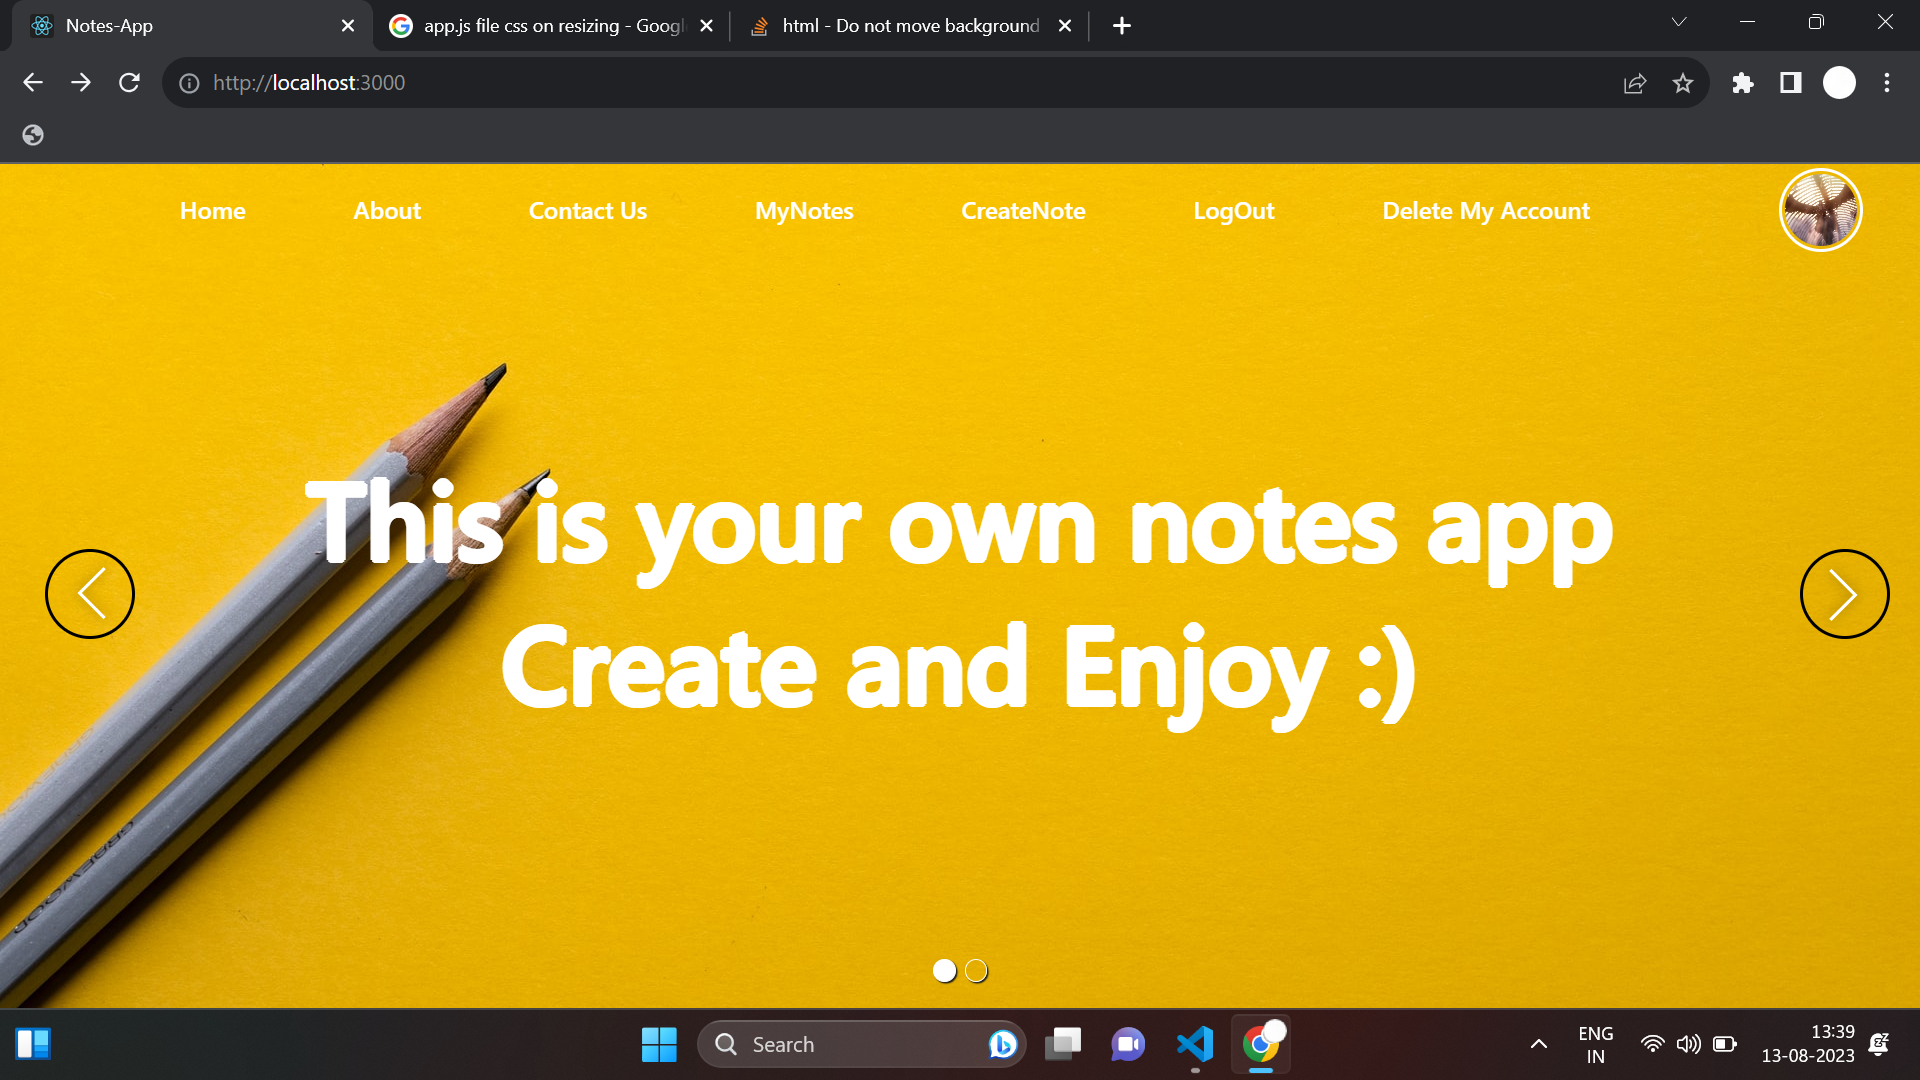 Notes-App
app.js file css on resizing - Googl
html - Do not move background
http://localhost:3000
Home About Contact Us MyNotes CreateNote LogOut Delete My Account
This is your own notes app
Create and Enjoy :)
Search
ENG
IN
13:39
13-08-2023